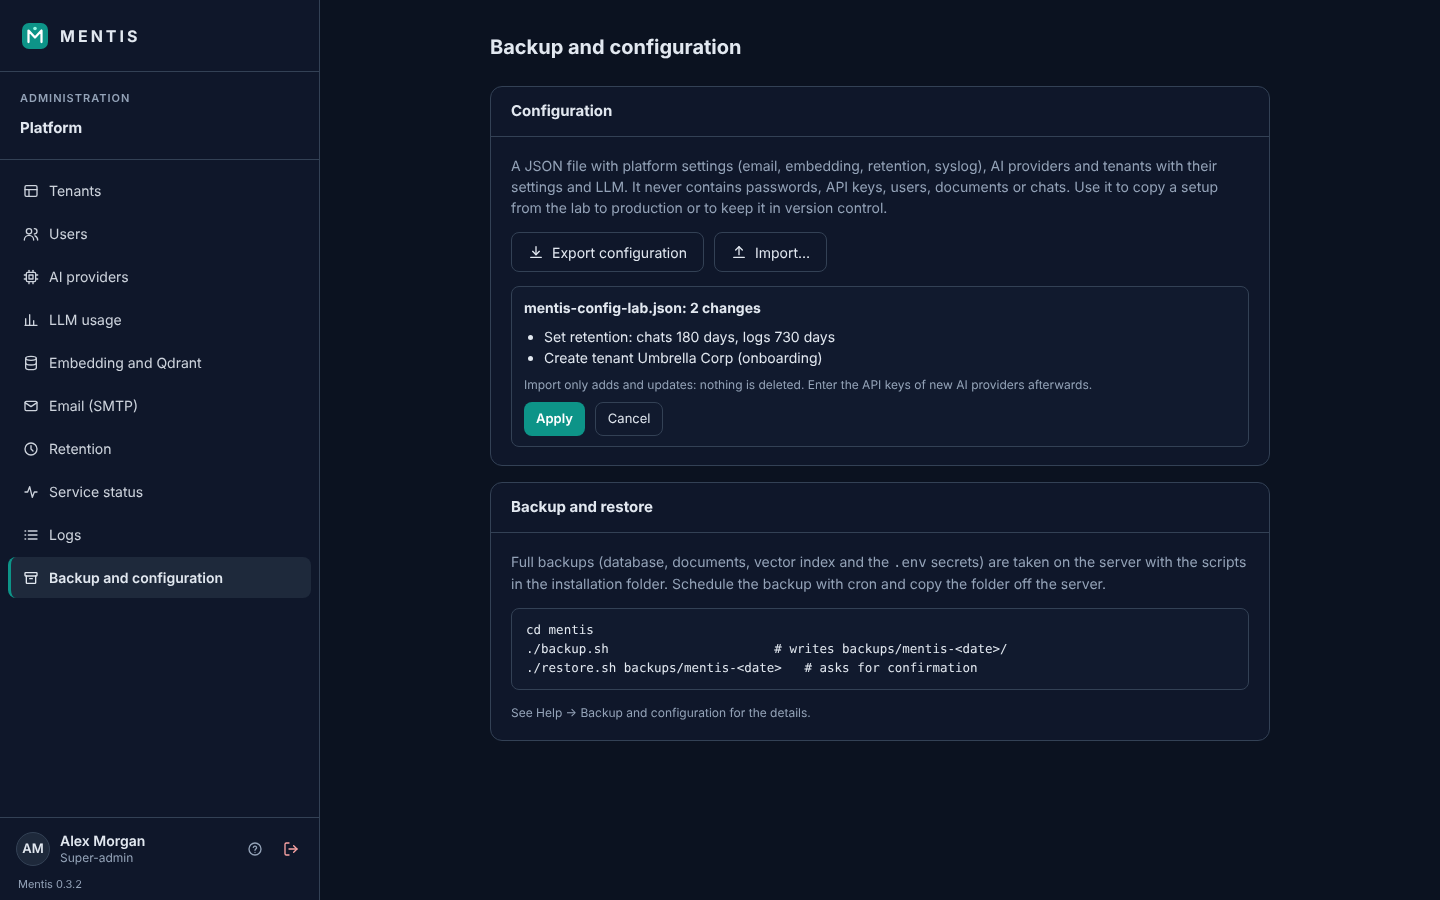 MENTIS
ADMINISTRATION
Platform
Tenants
Users
AI providers
LLM usage
Embedding and Qdrant
Email (SMTP)
Retention
Service status
Logs
Backup and configuration
AM
Alex Morgan
Super-admin
Mentis 0.3.2
Backup and configuration
Configuration
A JSON file with platform settings (email, embedding, retention, syslog), AI providers and tenants with their
settings and LLM. It never contains passwords, API keys, users, documents or chats. Use it to copy a setup
from the lab to production or to keep it in version control.
Export configuration
Import...
mentis-config-lab.json: 2 changes
• Set retention: chats 180 days, logs 730 days
• Create tenant Umbrella Corp (onboarding)
Import only adds and updates: nothing is deleted. Enter the API keys of new AI providers afterwards.
Apply
Cancel
Backup and restore
Full backups (database, documents, vector index and the .env secrets) are taken on the server with the scripts
in the installation folder. Schedule the backup with cron and copy the folder off the server.
cd mentis
./backup.sh                      # writes backups/mentis-<date>/
./restore.sh backups/mentis-<date>   # asks for confirmation
See Help → Backup and configuration for the details.